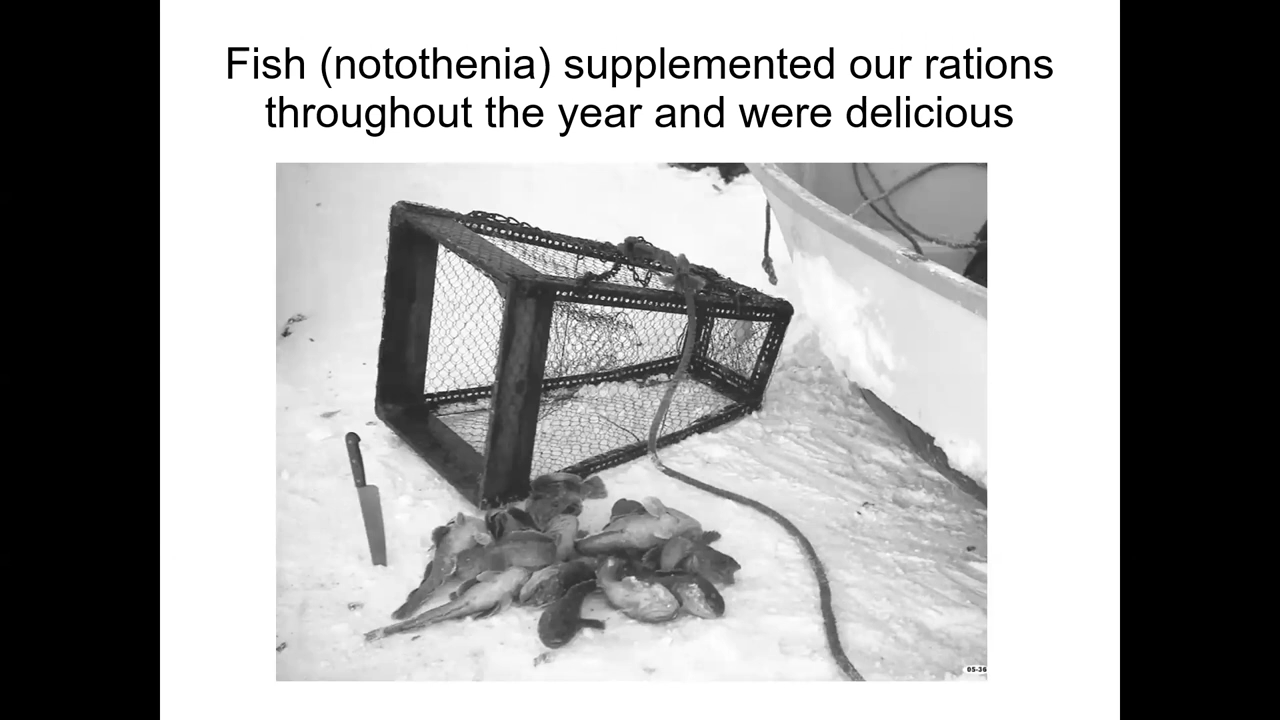 Fish (notothenia) supplemented our rations
throughout the year and were delicious
05-36